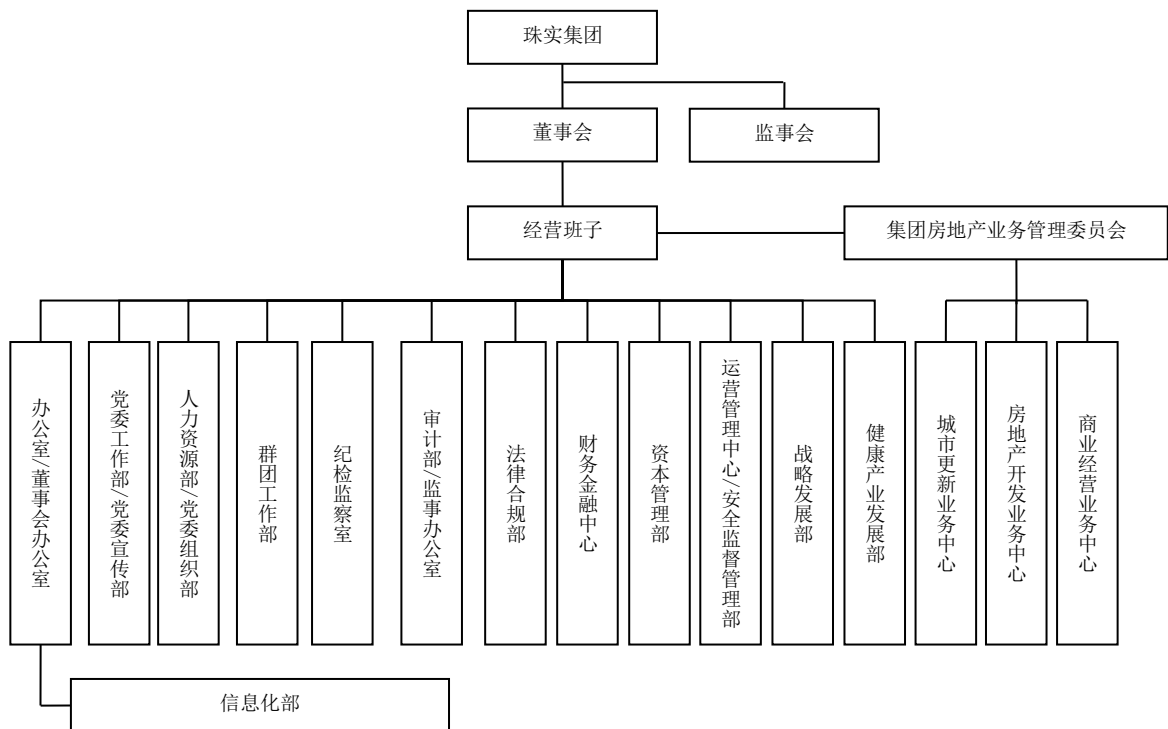 珠实集团
董事会
监事会
经营班子
集团房地产业务管理委员会
办公室/董事会办公室
党委工作部/党委宣传部
人力资源部/党委组织部
群团工作部
纪检监察室
审计部/监事办公室
法律合规部
财务金融中心
资本管理部
运营管理中心/安全监督管理部
战略发展部
健康产业发展部
城市更新业务中心
房地产开发业务中心
商业经营业务中心
信息化部